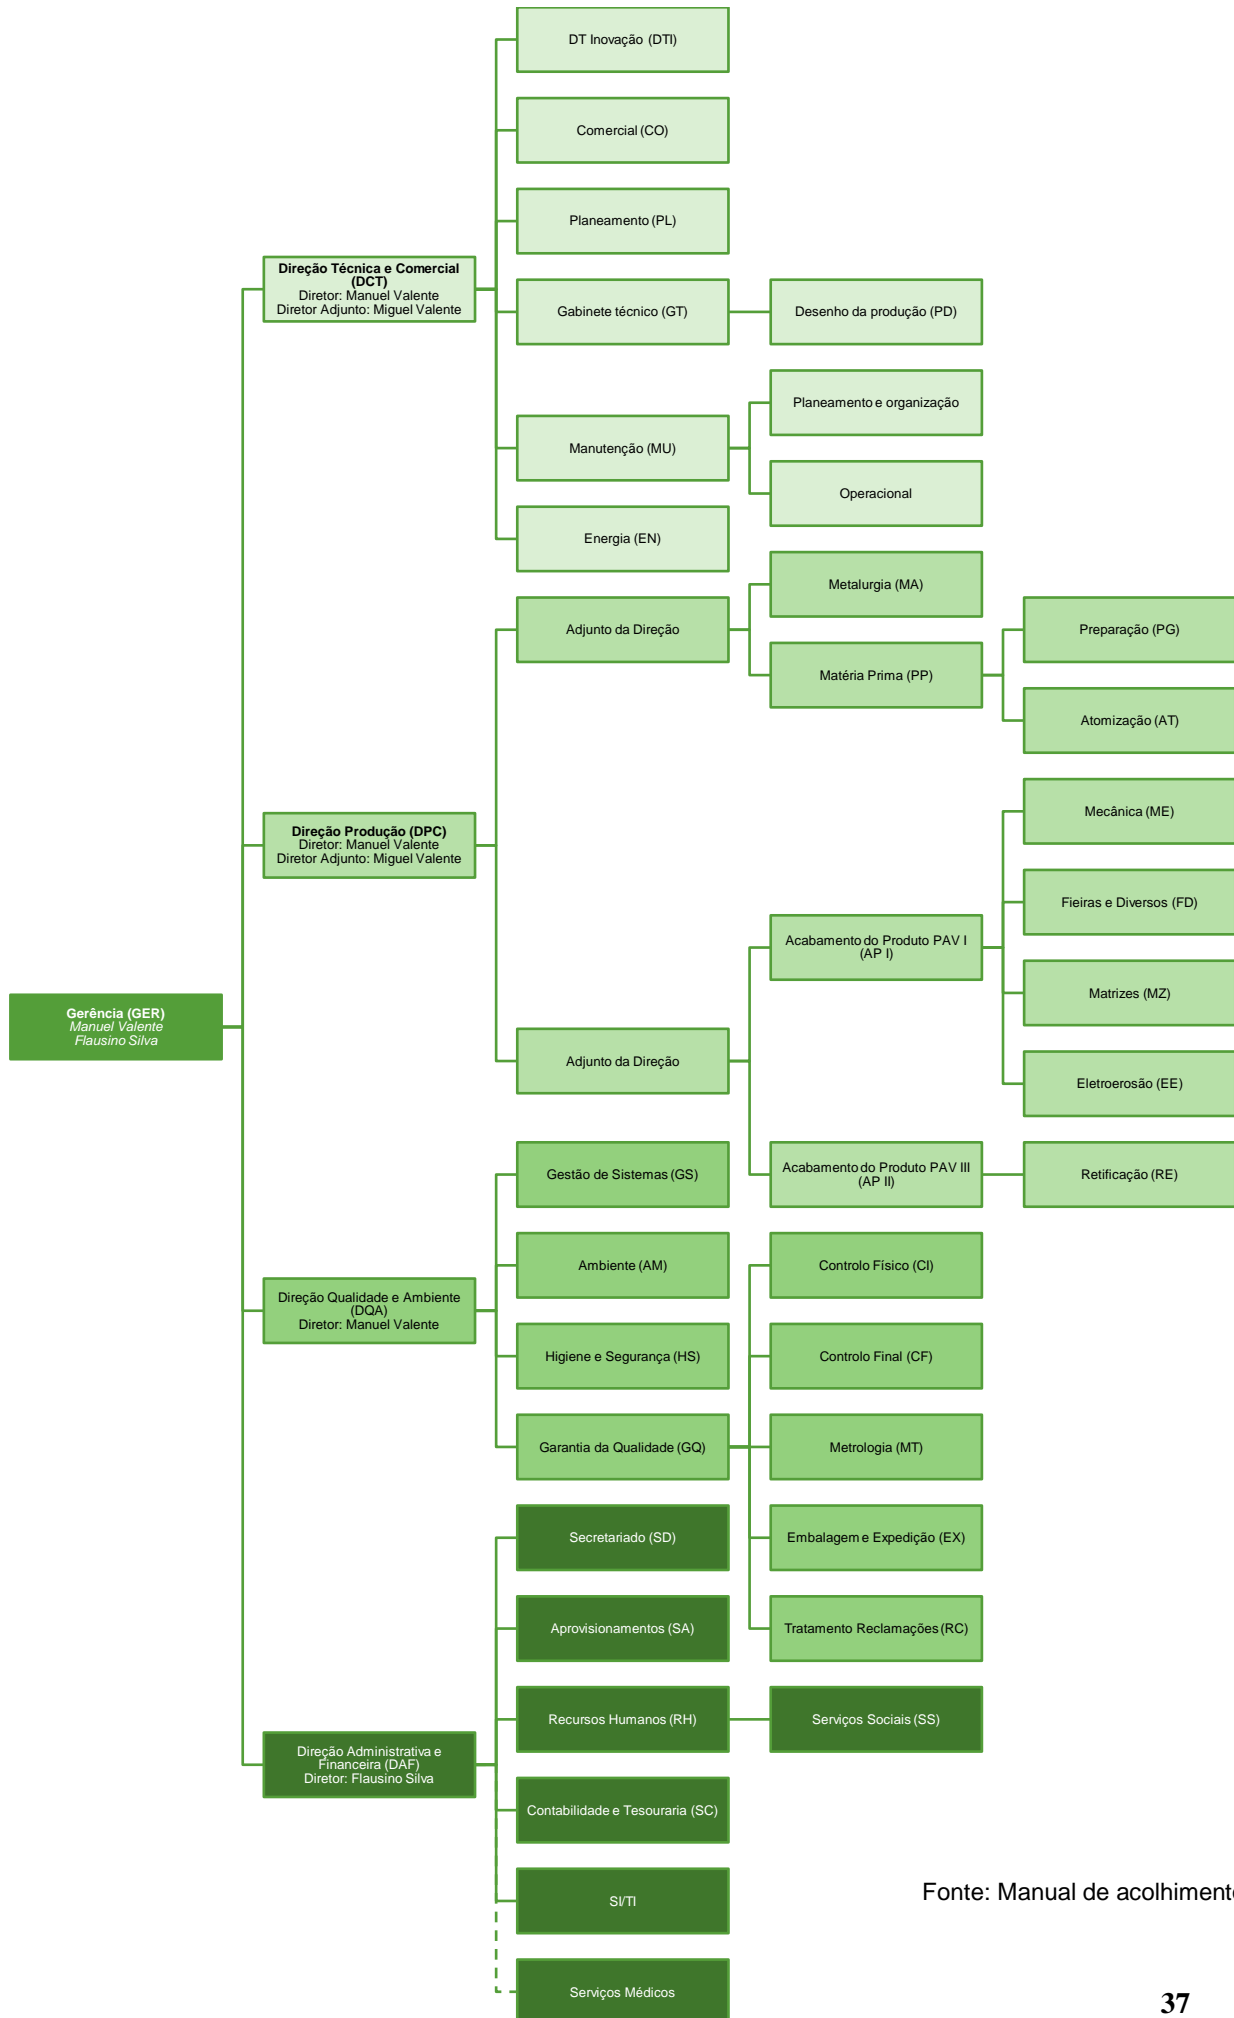 DT Inovação (DTI)
Comercial (CO)
Planeamento (PL)
Direção Técnica e Comercial
(DCT)
Diretor: Manuel Valente
Diretor Adjunto: Miguel Valente
Gabinete técnico (GT)
Desenho da produção (PD)
Planeamento e organização
Manutenção (MU)
Operacional
Energia (EN)
Metalurgia (MA)
Adjunto da Direção
Preparação (PG)
Matéria Prima (PP)
Atomização (AT)
Mecânica (ME)
Direção Produção (DPC)
Diretor: Manuel Valente
Diretor Adjunto: Miguel Valente
Fieiras e Diversos (FD)
Acabamento do Produto PAV I
(AP I)
Matrizes (MZ)
Gerência (GER)
Manuel Valente
Flausino Silva
Adjunto da Direção
Eletroerosão (EE)
Gestão de Sistemas (GS)
Acabamento do Produto PAV III
(AP II)
Retificação (RE)
Ambiente (AM)
Controlo Físico (CI)
Direção Qualidade e Ambiente
(DQA)
Diretor: Manuel Valente
Higiene e Segurança (HS)
Controlo Final (CF)
Garantia da Qualidade (GQ)
Metrologia (MT)
Secretariado (SD)
Embalagem e Expedição (EX)
Aprovisionamentos (SA)
Tratamento Reclamações (RC)
Recursos Humanos (RH)
Serviços Sociais (SS)
Direção Administrativa e
Financeira (DAF)
Diretor: Flausino Silva
Contabilidade e Tesouraria (SC)
SI/TI
Fonte: Manual de acolhimento
Serviços Médicos
37